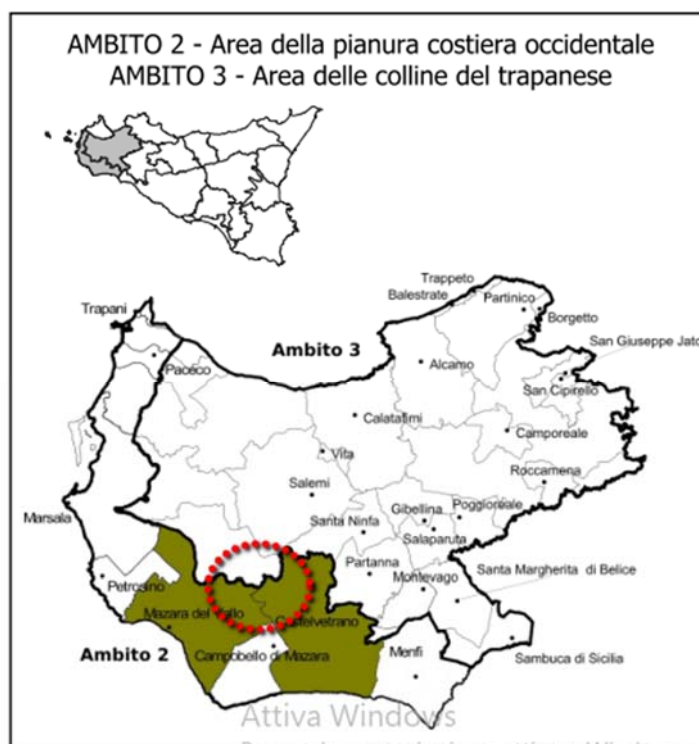 AMBITO 2 - Area della pianura costiera occidentale
AMBITO 3 - Area delle colline del trapanese
Trappeto
Balestrate
Partinico
Borgetto
Trapani
San Giuseppe Jato
Ambito 3
Paceco
Alcamo
San Cipirello
Calatafimi
Camporeale
Vita
Salemi
Roccamena
Gibellina
Poggioreale
Marsala
Santa Ninfa
Salaparuta
Partanna
Santa Margherita di Belice
Petrosino
Montevago
Mazara del Vallo
Castelvetrano
Ambito 2
Campobello di Mazara
Menfi
Sambuca di Sicilia
Attiva Windows